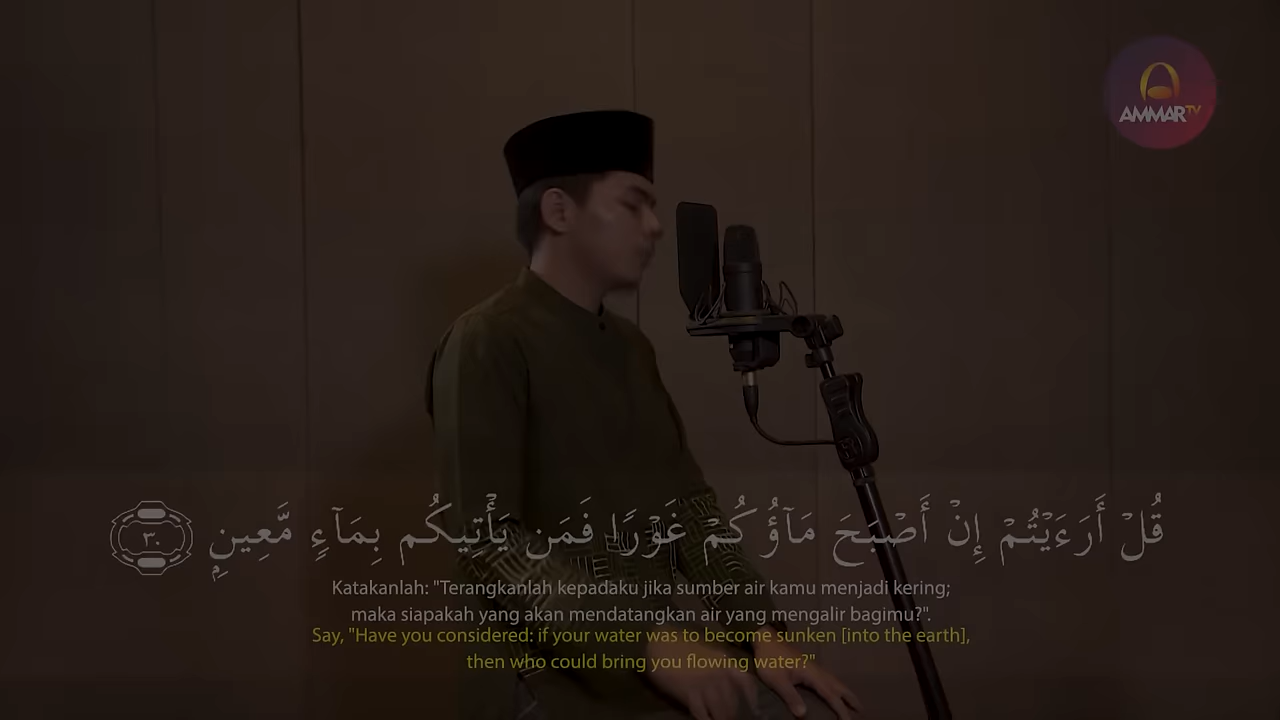 AMMARTV
قُلْ أَرَءَيْتُمْ إِنْ أَصْبَحَ مَآؤُكُمْ غَوْرًا فَمَن يَأْتِيكُم بِمَآءٍ مَّعِينٍۭ ٣٠
Katakanlah: "Terangkanlah kepadaku jika sumber air kamu menjadi kering;
maka siapakah yang akan mendatangkan air yang mengalir bagimu?".
Say, "Have you considered: if your water was to become sunken [into the earth],
then who could bring you flowing water?"